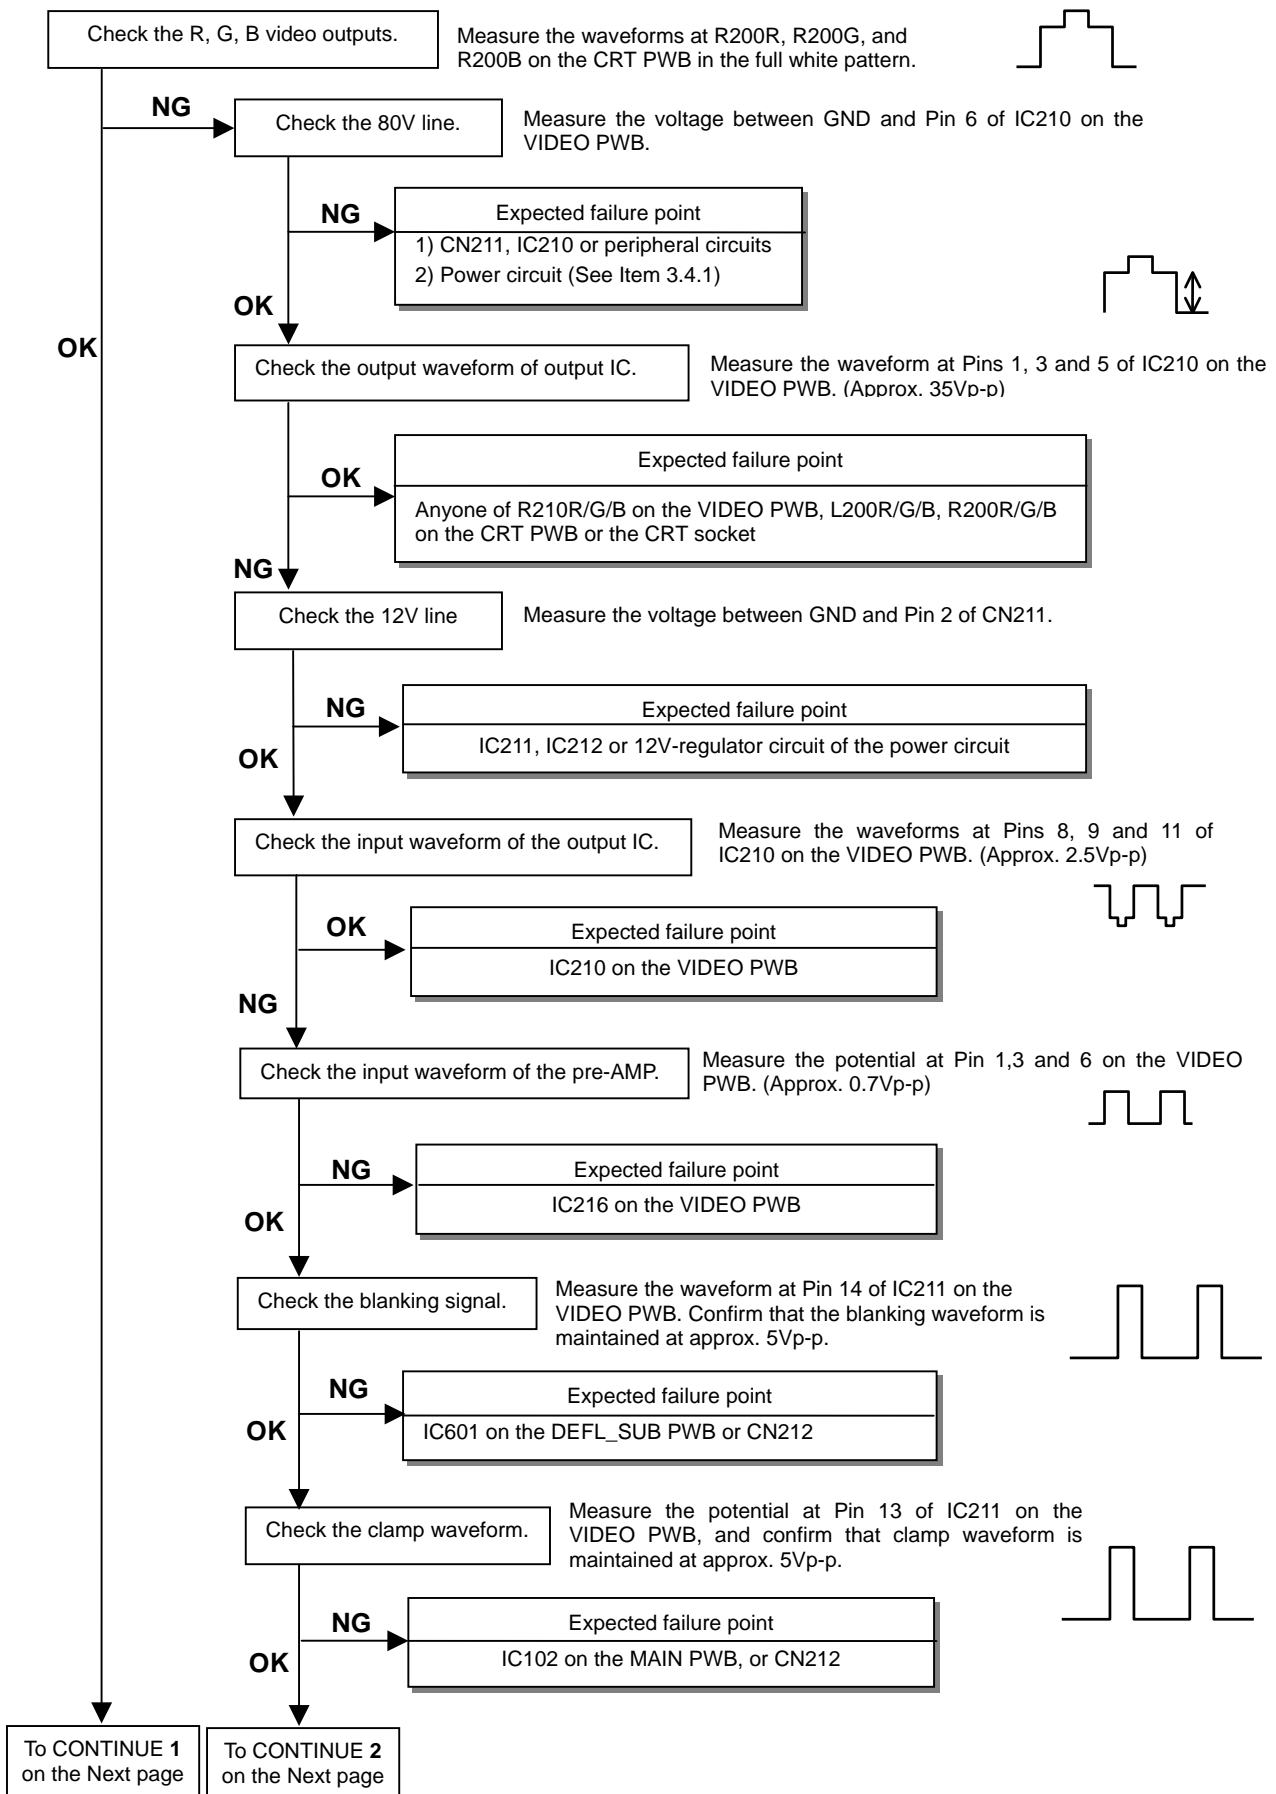 Check the R, G, B video outputs.
Measure the waveforms at R200R, R200G, and
R200B on the CRT PWB in the full white pattern.
NG
Check the 80V line.
Measure the voltage between GND and Pin 6 of IC210 on the
VIDEO PWB.
NG
Expected failure point
1) CN211, IC210 or peripheral circuits
2) Power circuit (See Item 3.4.1)
OK
OK
Check the output waveform of output IC.
Measure the waveform at Pins 1, 3 and 5 of IC210 on the
VIDEO PWB. (Approx. 35Vp-p)
OK
Expected failure point
Anyone of R210R/G/B on the VIDEO PWB, L200R/G/B, R200R/G/B
on the CRT PWB or the CRT socket
NG
Check the 12V line
Measure the voltage between GND and Pin 2 of CN211.
NG
Expected failure point
IC211, IC212 or 12V-regulator circuit of the power circuit
OK
Check the input waveform of the output IC.
Measure the waveforms at Pins 8, 9 and 11 of
IC210 on the VIDEO PWB. (Approx. 2.5Vp-p)
OK
Expected failure point
IC210 on the VIDEO PWB
NG
Check the input waveform of the pre-AMP.
Measure the potential at Pin 1,3 and 6 on the VIDEO
PWB. (Approx. 0.7Vp-p)
NG
Expected failure point
IC216 on the VIDEO PWB
OK
Check the blanking signal.
Measure the waveform at Pin 14 of IC211 on the
VIDEO PWB. Confirm that the blanking waveform is
maintained at approx. 5Vp-p.
NG
Expected failure point
IC601 on the DEFL_SUB PWB or CN212
OK
Check the clamp waveform.
Measure the potential at Pin 13 of IC211 on the
VIDEO PWB, and confirm that clamp waveform is
maintained at approx. 5Vp-p.
NG
Expected failure point
IC102 on the MAIN PWB, or CN212
OK
To CONTINUE 1
on the Next page
To CONTINUE 2
on the Next page